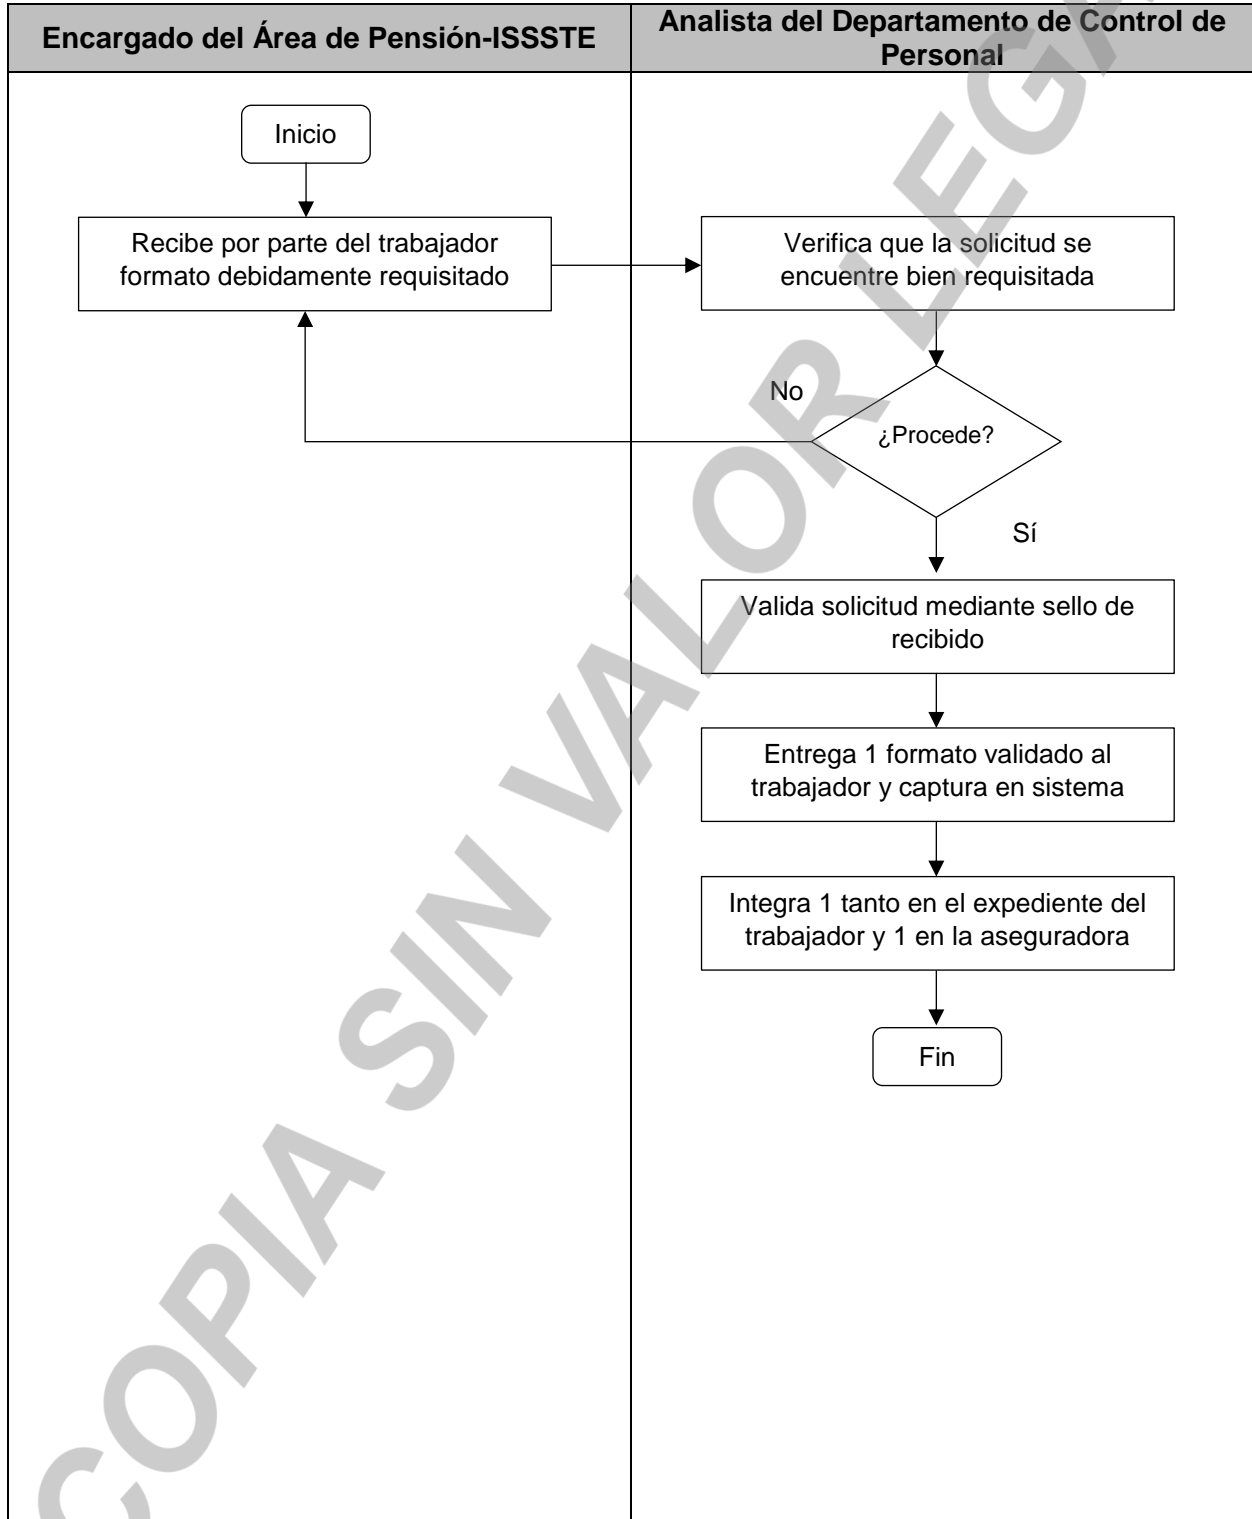 Encargado del Área de Pensión-ISSSTE
Analista del Departamento de Control de
Personal
Inicio
Recibe por parte del trabajador
formato debidamente requisitado
Verifica que la solicitud se
encuentre bien requisitada
No
¿Procede?
Sí
Valida solicitud mediante sello de
recibido
Entrega 1 formato validado al
trabajador y captura en sistema
Integra 1 tanto en el expediente del
trabajador y 1 en la aseguradora
Fin
COPIA SIN VALOR LEGA